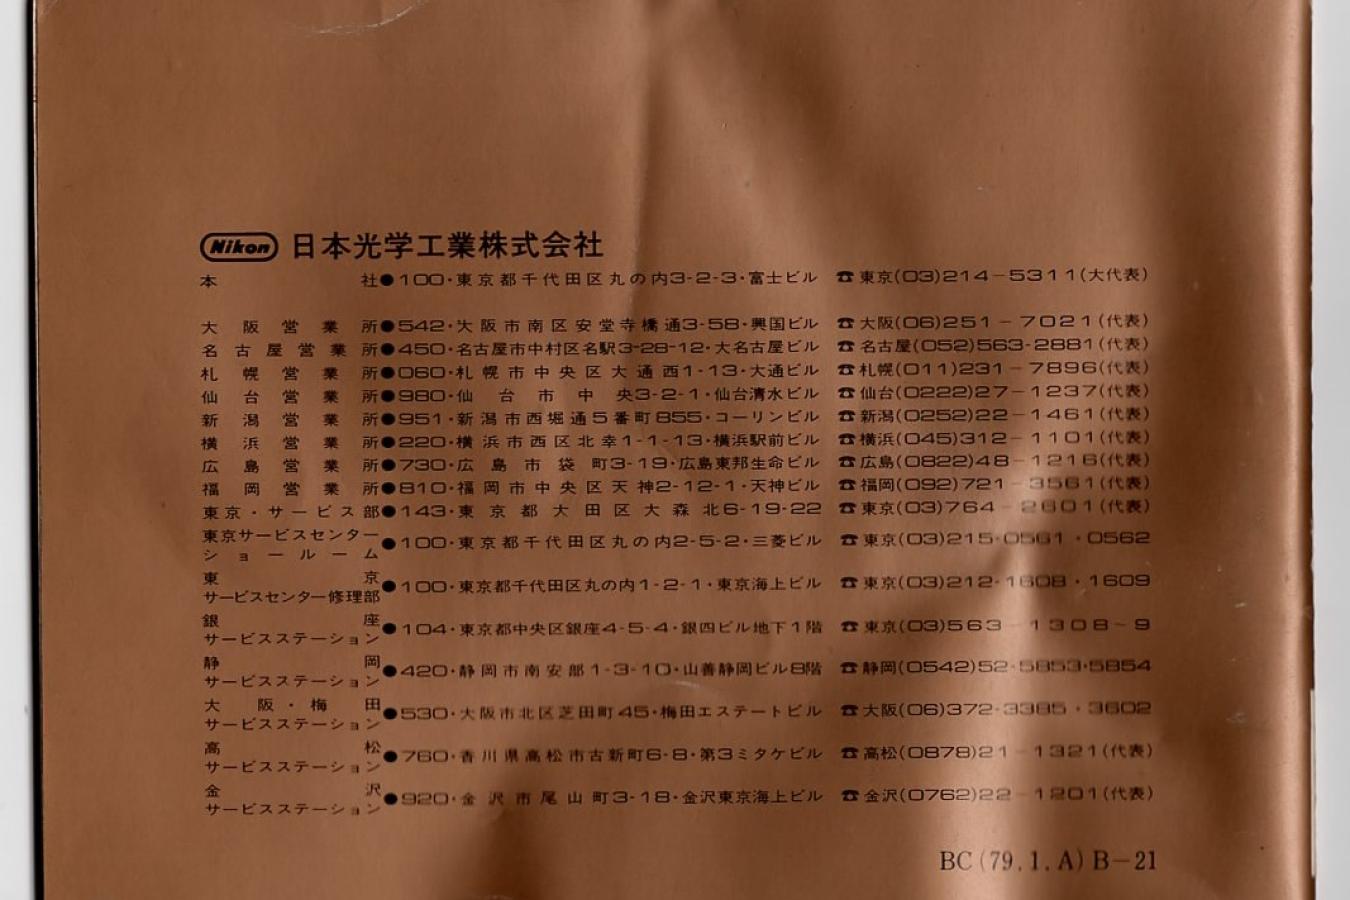 Nikon 日本光学工業株式会社
本社●100・東京都千代田区丸の内3-2-3・富士ビル ☎東京(03)214-5311(大代表)
大阪営業所●542・大阪市南区安堂寺橋通3-58・興国ビル ☎大阪(06)251-7021(代表)
名古屋営業所●450・名古屋市中村区名駅3-28-12・大名古屋ビル ☎名古屋(052)563-2881(代表)
札幌営業所●060・札幌市中央区大通西1-13・大通ビル ☎札幌(011)231-7896(代表)
仙台営業所●980・仙台市中央3-2-1・仙台清水ビル ☎仙台(0222)27-1237(代表)
新潟営業所●951・新潟市西堀通5番町855・コーリンビル ☎新潟(0252)22-1461(代表)
横浜営業所●220・横浜市西区北幸1-1-13・横浜駅前ビル ☎横浜(045)312-1101(代表)
広島営業所●730・広島市袋町3-19・広島東邦生命ビル ☎広島(0822)48-1216(代表)
福岡営業所●810・福岡市中央区天神2-12-1・天神ビル ☎福岡(092)721-3561(代表)
東京・サービス部●143・東京都大田区大森北6-19-22 ☎東京(03)764-2601(代表)
東京サービスセンター
ショールーム●100・東京都千代田区丸の内2-5-2・三菱ビル ☎東京(03)215-0561・0562
東京
サービスセンター修理部●100・東京都千代田区丸の内1-2-1・東京海上ビル ☎東京(03)212-1608・1609
銀座
サービスステーション●104・東京都中央区銀座4-5-4・銀四ビル地下1階 ☎東京(03)563-1308-9
静岡
サービスステーション●420・静岡市南安部1-3-10・山善静岡ビル8階 ☎静岡(0542)52-5853・5854
大阪・梅田
サービスステーション●530・大阪市北区芝田町45・梅田エステートビル ☎大阪(06)372-3385・3602
高松
サービスステーション●760・香川県高松市古新町6-8・第3ミタケビル ☎高松(0878)21-1321(代表)
金沢
サービスステーション●920・金沢市尾山町3-18・金沢東京海上ビル ☎金沢(0762)22-1201(代表)
BC(79.1.A)B-21